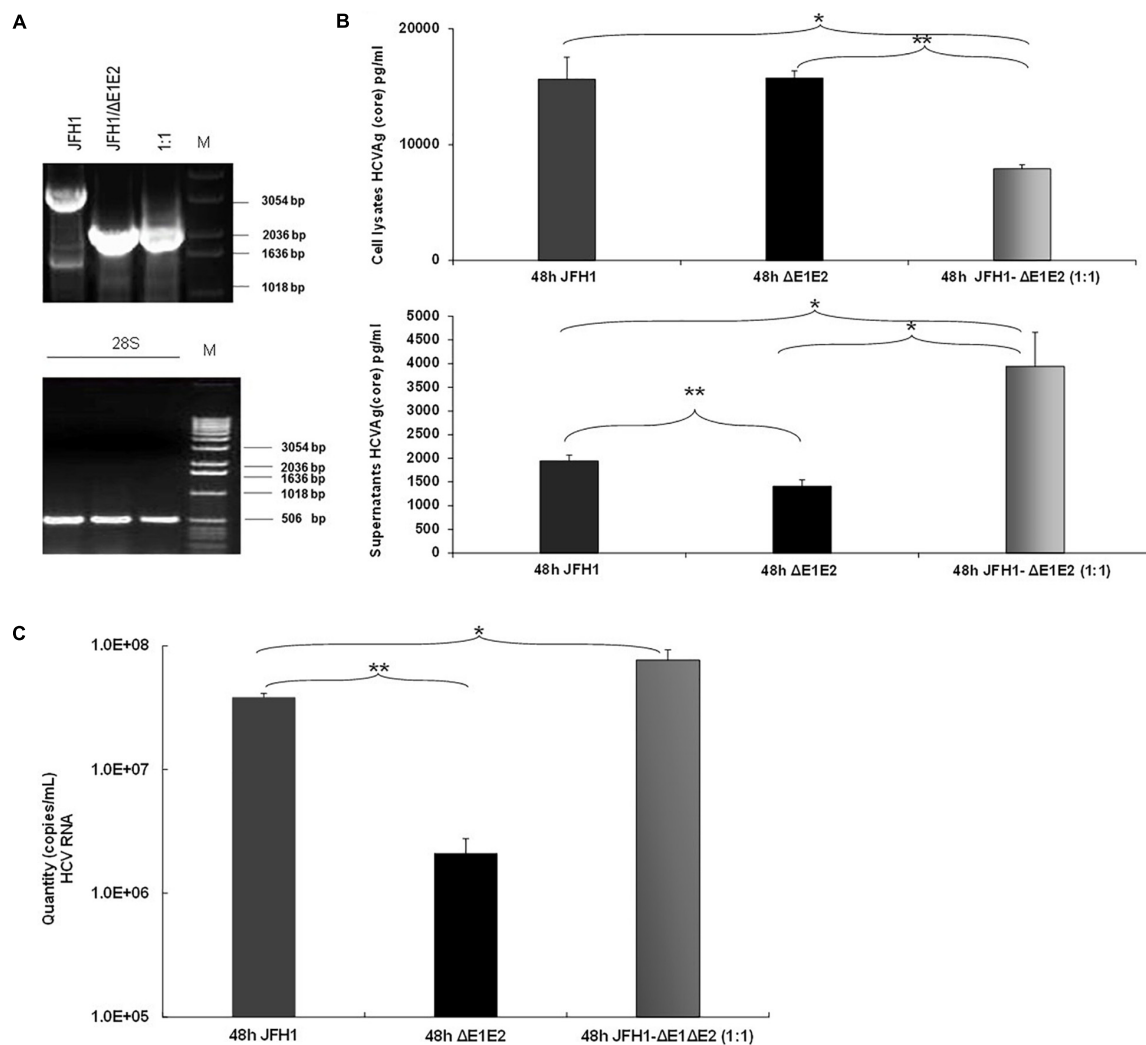 A
JFH1
JFH1/ΔE1E2
1:1
M
3054 bp
2036 bp
1636 bp
1018 bp
28S
M
3054 bp
2036 bp
1636 bp
1018 bp
506 bp
B
Cell lysates HCVAg (core) pg/ml
20000
10000
0
*
**
48h JFH1
48h ΔE1E2
48h JFH1- ΔE1E2 (1:1)
Supernatants HCVAg(core) pg/ml
5000
4500
4000
3500
3000
2500
2000
1500
1000
500
0
*
*
**
48h JFH1
48h ΔE1E2
48h JFH1- ΔE1E2 (1:1)
C
Quantity (copies/mL)
HCV RNA
1.0E+08
1.0E+07
1.0E+06
1.0E+05
*
**
48h JFH1
48h ΔE1E2
48h JFH1-ΔE1ΔE2 (1:1)